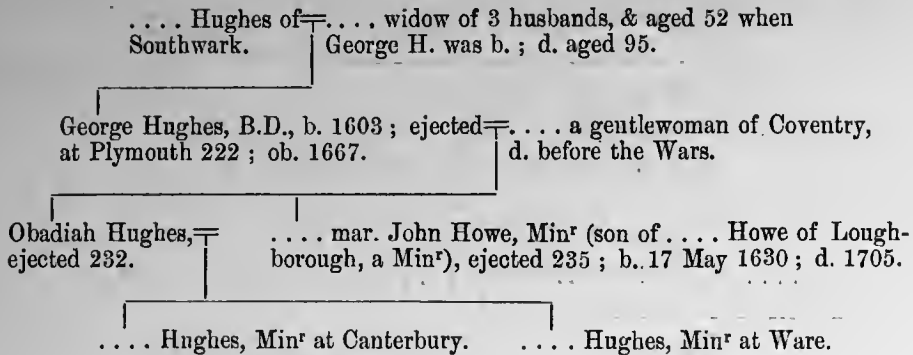 . . . . Hughes of . . . . widow of 3 husbands, & aged 52 when
Southwark. George H. was b. ; d. aged 95.
George Hughes, B.D., b. 1603 ; ejected . . . . a gentlewoman of Coventry,
at Plymouth 222 ; ob. 1667. d. before the Wars.
Obadiah Hughes, . . . . mar. John Howe, Minʳ (son of . . . . Howe of Lough-
ejected 232. borough, a Minʳ), ejected 235 ; b. 17 May 1630 ; d. 1705.
. . . . Hnghes, Minʳ at Canterbury. . . . . Hughes, Minʳ at Ware.